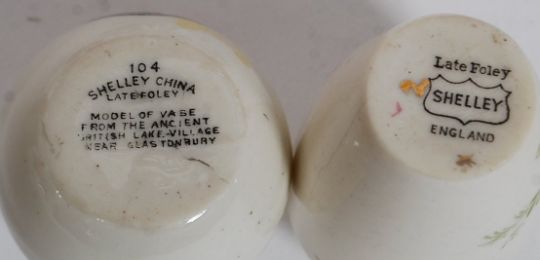 104
SHELLEY CHINA
LATE FOLEY
MODEL OF VASE
FROM THE ANCIENT
BRITISH LAKE-VILLAGE
NEAR GLASTONBURY
Late Foley
SHELLEY
ENGLAND